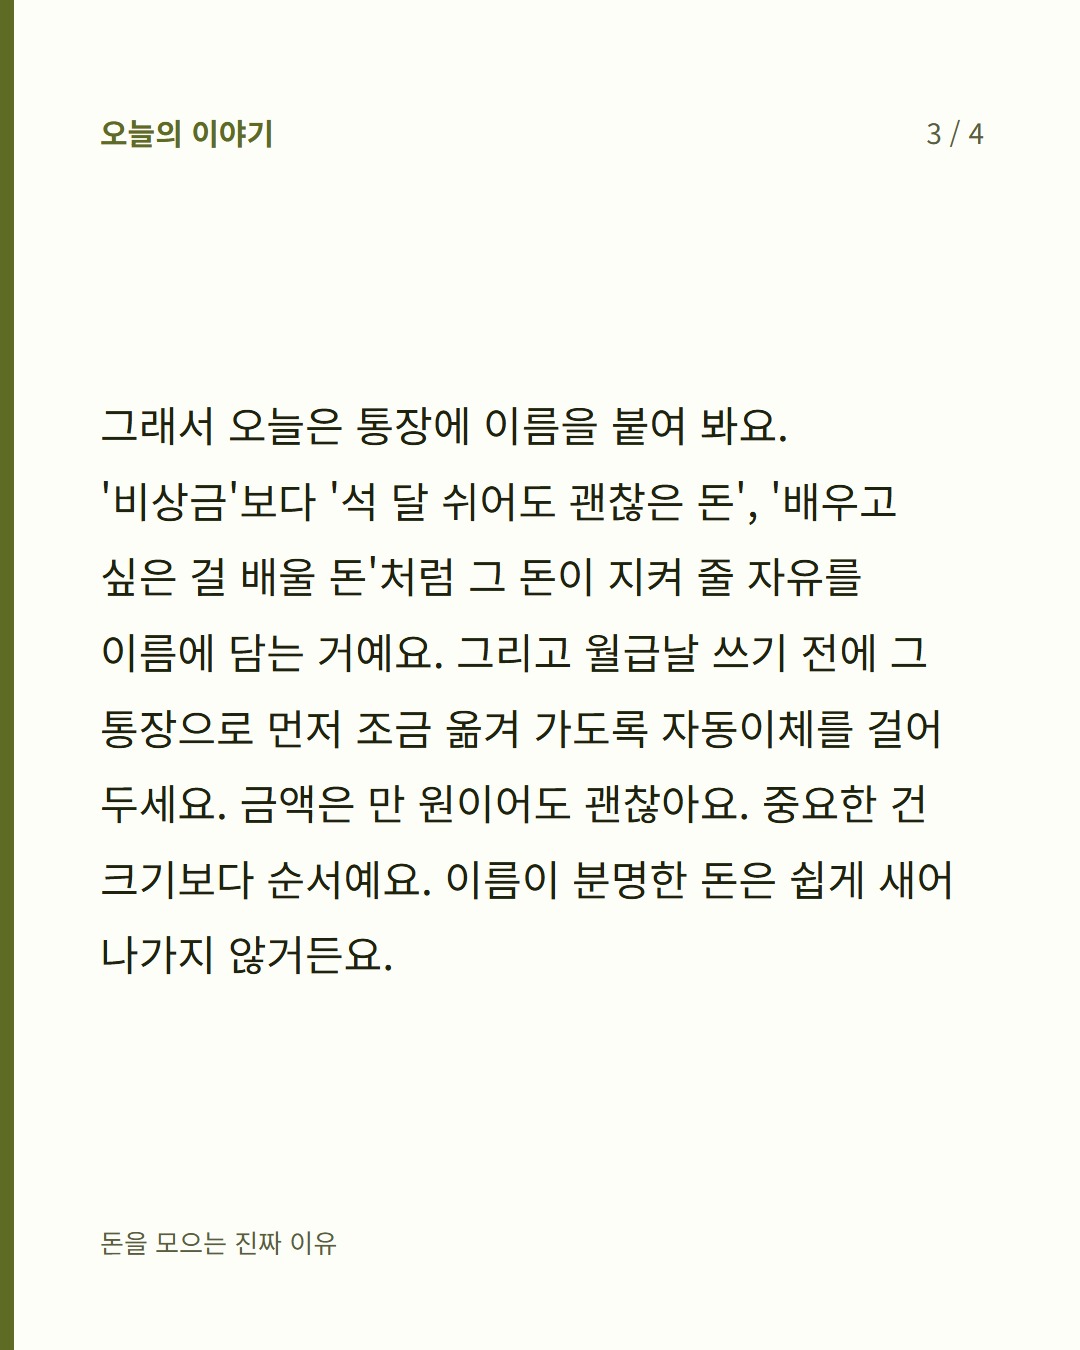 오늘의 이야기
3 / 4
그래서 오늘은 통장에 이름을 붙여 봐요.
'비상금'보다 '석 달 쉬어도 괜찮은 돈', '배우고
싶은 걸 배울 돈'처럼 그 돈이 지켜 줄 자유를
이름에 담는 거예요. 그리고 월급날 쓰기 전에 그
통장으로 먼저 조금 옮겨 가도록 자동이체를 걸어
두세요. 금액은 만 원이어도 괜찮아요. 중요한 건
크기보다 순서예요. 이름이 분명한 돈은 쉽게 새어
나가지 않거든요.
돈을 모으는 진짜 이유